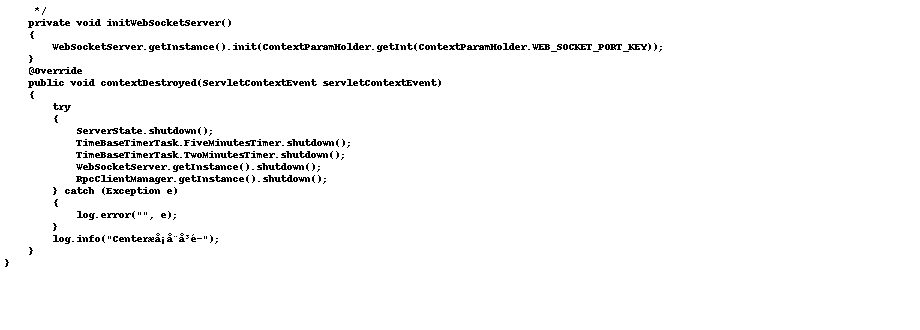 */
    private void initWebSocketServer()
    {
        WebSocketServer.getInstance().init(ContextParamHolder.getInt(ContextParamHolder.WEB_SOCKET_PORT_KEY));
    }
    @Override
    public void contextDestroyed(ServletContextEvent servletContextEvent)
    {
        try
        {
            ServerState.shutdown();
            TimeBaseTimerTask.FiveMinutesTimer.shutdown();
            TimeBaseTimerTask.TwoMinutesTimer.shutdown();
            WebSocketServer.getInstance().shutdown();
            RpcClientManager.getInstance().shutdown();
        } catch (Exception e)
        {
            log.error("", e);
        }
        log.info("Centeræå¡å¨å³é­");
    }
}